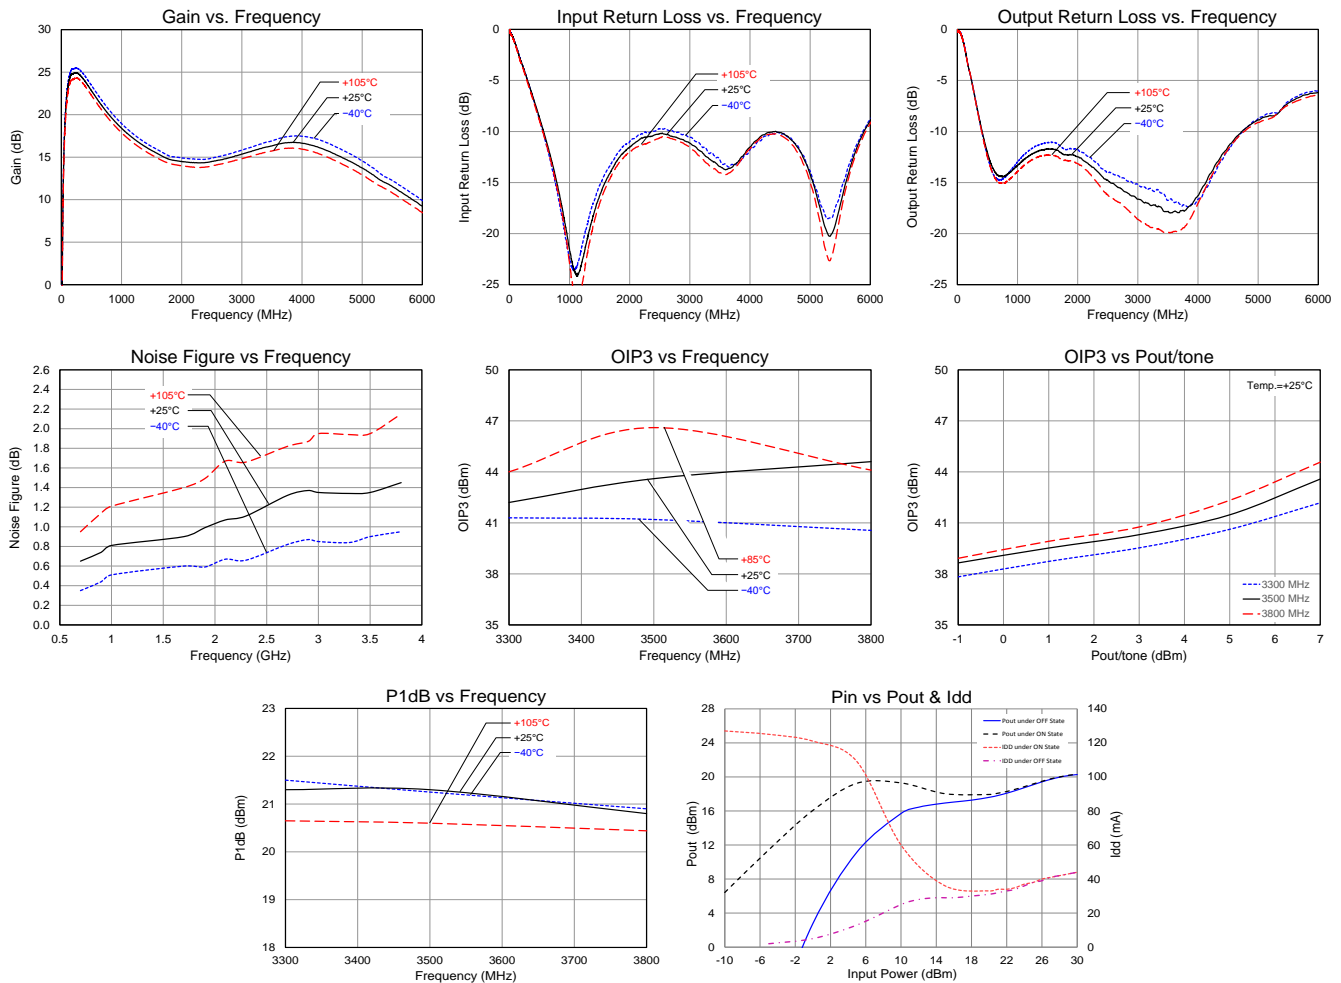 Gain vs. Frequency
30
25
20
15
10
5
0
Gain (dB)
+105°C
+25°C
−40°C
0 1000 2000 3000 4000 5000 6000
Frequency (MHz)
Input Return Loss vs. Frequency
0
-5
-10
-15
-20
-25
Input Return Loss (dB)
+105°C
+25°C
−40°C
0 1000 2000 3000 4000 5000 6000
Frequency (MHz)
Output Return Loss vs. Frequency
0
-5
-10
-15
-20
-25
Output Return Loss (dB)
+105°C
+25°C
−40°C
0 1000 2000 3000 4000 5000 6000
Frequency (MHz)
Noise Figure vs Frequency
2.6
2.4
2.2
2.0
1.8
1.6
1.4
1.2
1.0
0.8
0.6
0.4
0.2
0.0
Noise Figure (dB)
+105°C
+25°C
−40°C
0.5 1 1.5 2 2.5 3 3.5 4
Frequency (GHz)
OIP3 vs Frequency
50
47
44
41
38
35
OIP3 (dBm)
+85°C
+25°C
−40°C
3300 3400 3500 3600 3700 3800
Frequency (MHz)
OIP3 vs Pout/tone
50
47
44
41
38
35
OIP3 (dBm)
Temp.=+25°C
3300 MHz
3500 MHz
3800 MHz
-1 0 1 2 3 4 5 6 7
Pout/tone (dBm)
P1dB vs Frequency
23
22
21
20
19
18
P1dB (dBm)
+105°C
+25°C
−40°C
3300 3400 3500 3600 3700 3800
Frequency (MHz)
Pin vs Pout & Idd
28
24
20
16
12
8
4
0
Pout (dBm)
Pout under OFF State
Pout under ON State
IDD under ON State
IDD under OFF State
140
120
100
80
60
40
20
0
Idd (mA)
-10 -6 -2 2 6 10 14 18 22 26 30
Input Power (dBm)